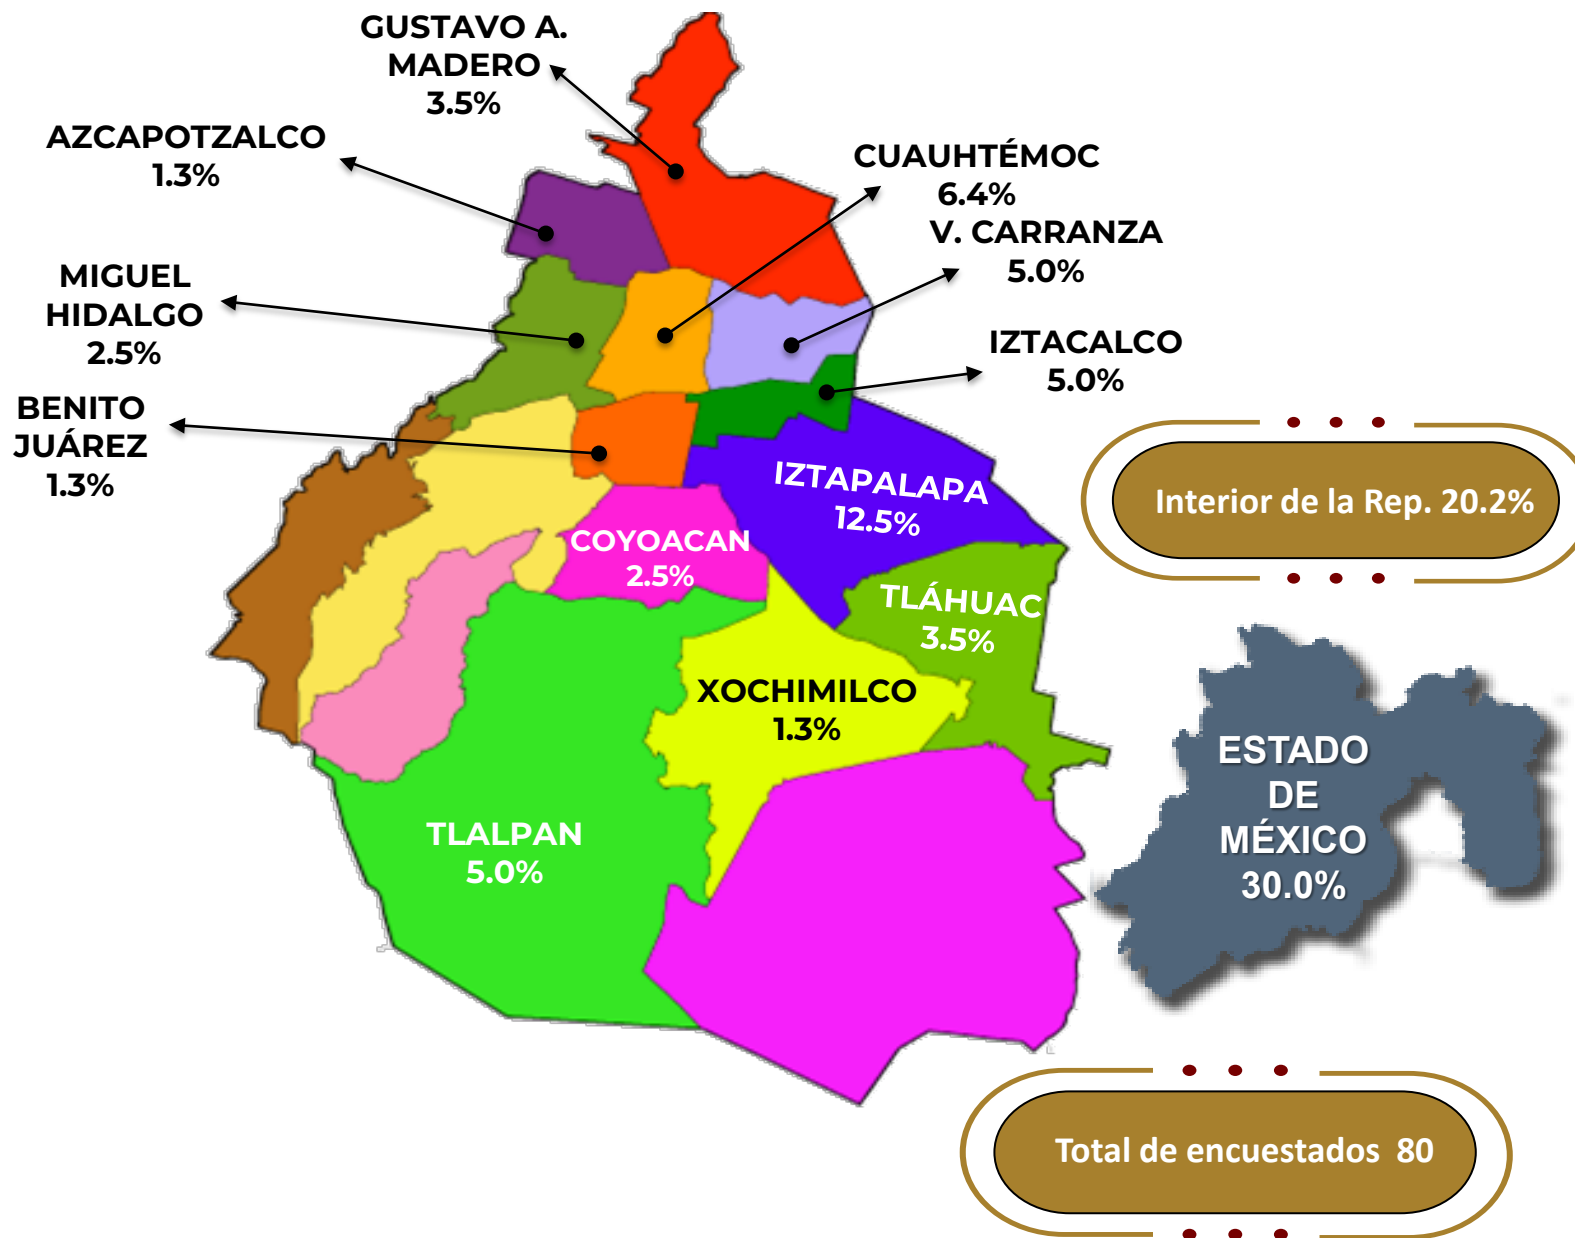 GUSTAVO A.
MADERO
3.5%
AZCAPOTZALCO
1.3%
CUAUHTÉMOC
6.4%
V. CARRANZA
5.0%
MIGUEL
HIDALGO
2.5%
IZTACALCO
5.0%
BENITO
JUÁREZ
1.3%
IZTAPALAPA
12.5%
Interior de la Rep. 20.2%
COYOACAN
2.5%
TLÁHUAC
3.5%
XOCHIMILCO
1.3%
ESTADO
DE
MÉXICO
30.0%
TLALPAN
5.0%
Total de encuestados 80